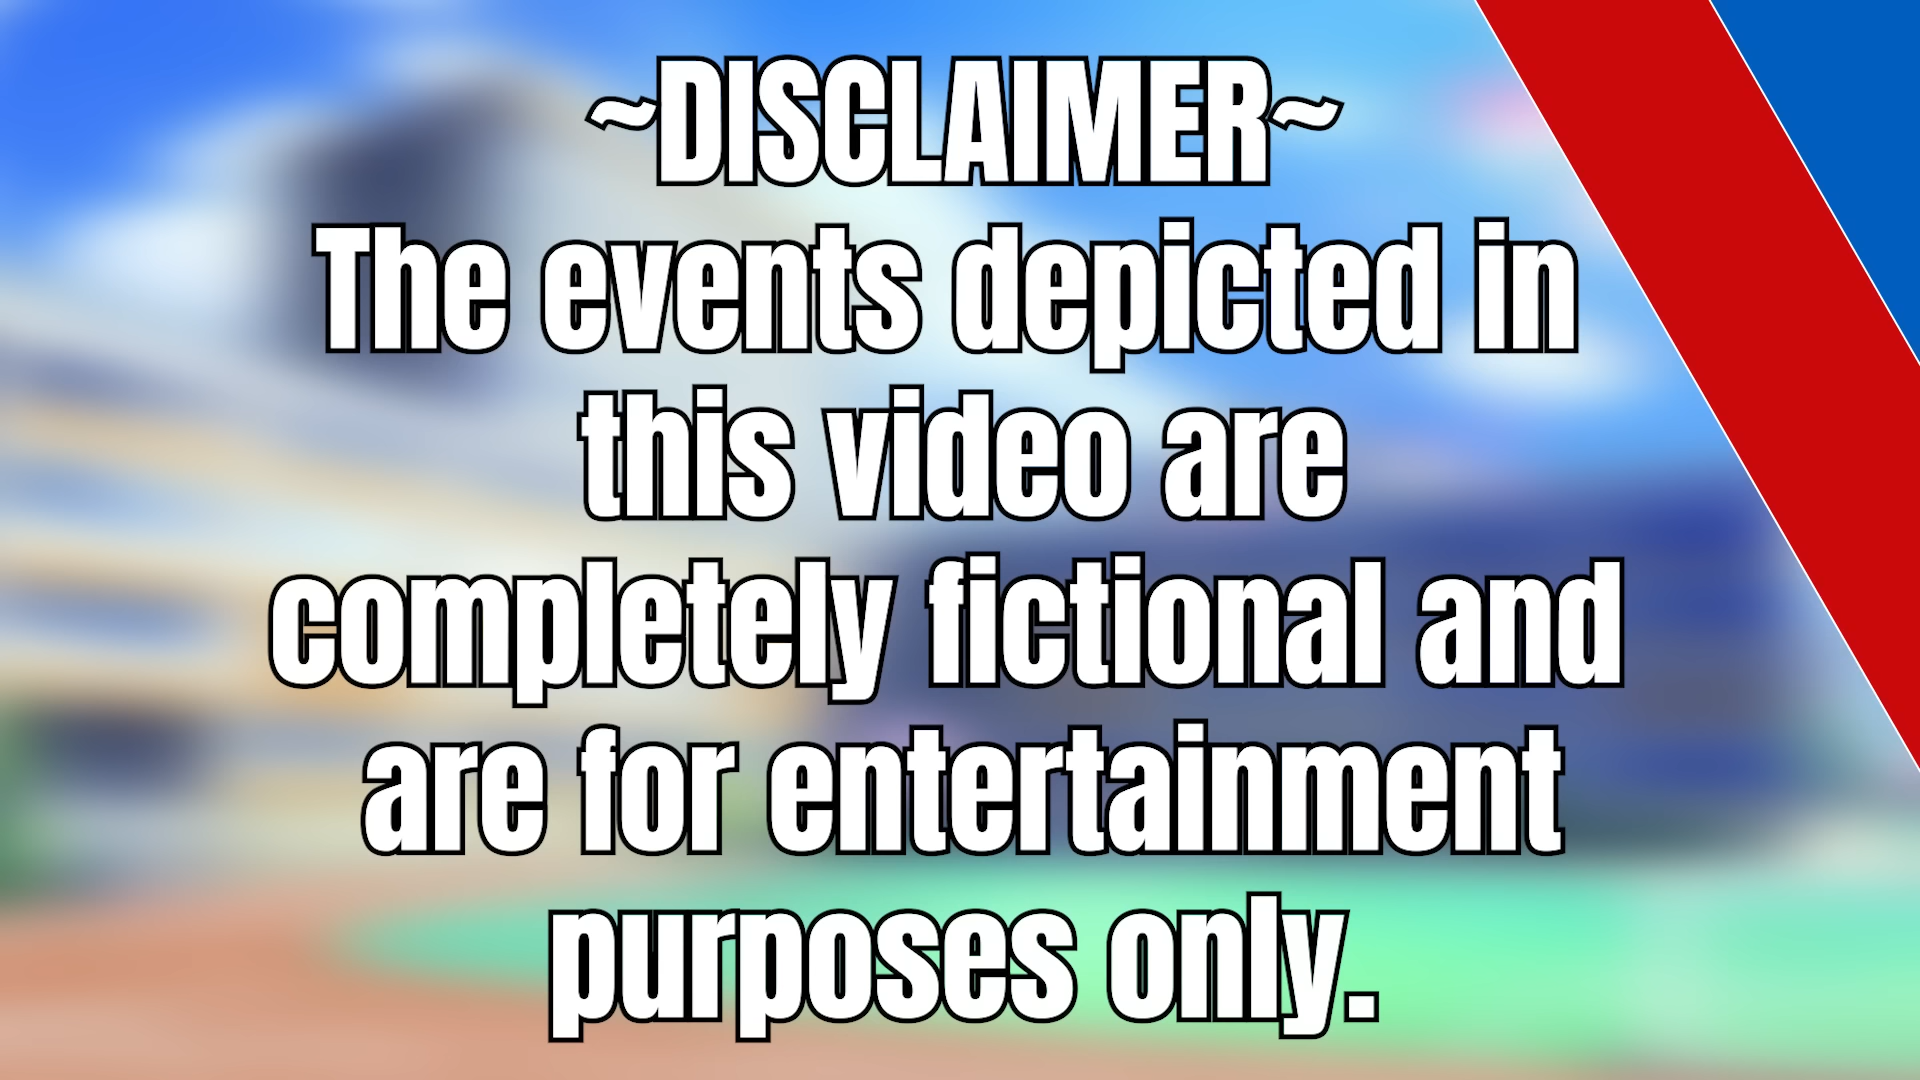 ~DISCLAIMER~
The events depicted in
this video are
completely fictional and
are for entertainment
purposes only.